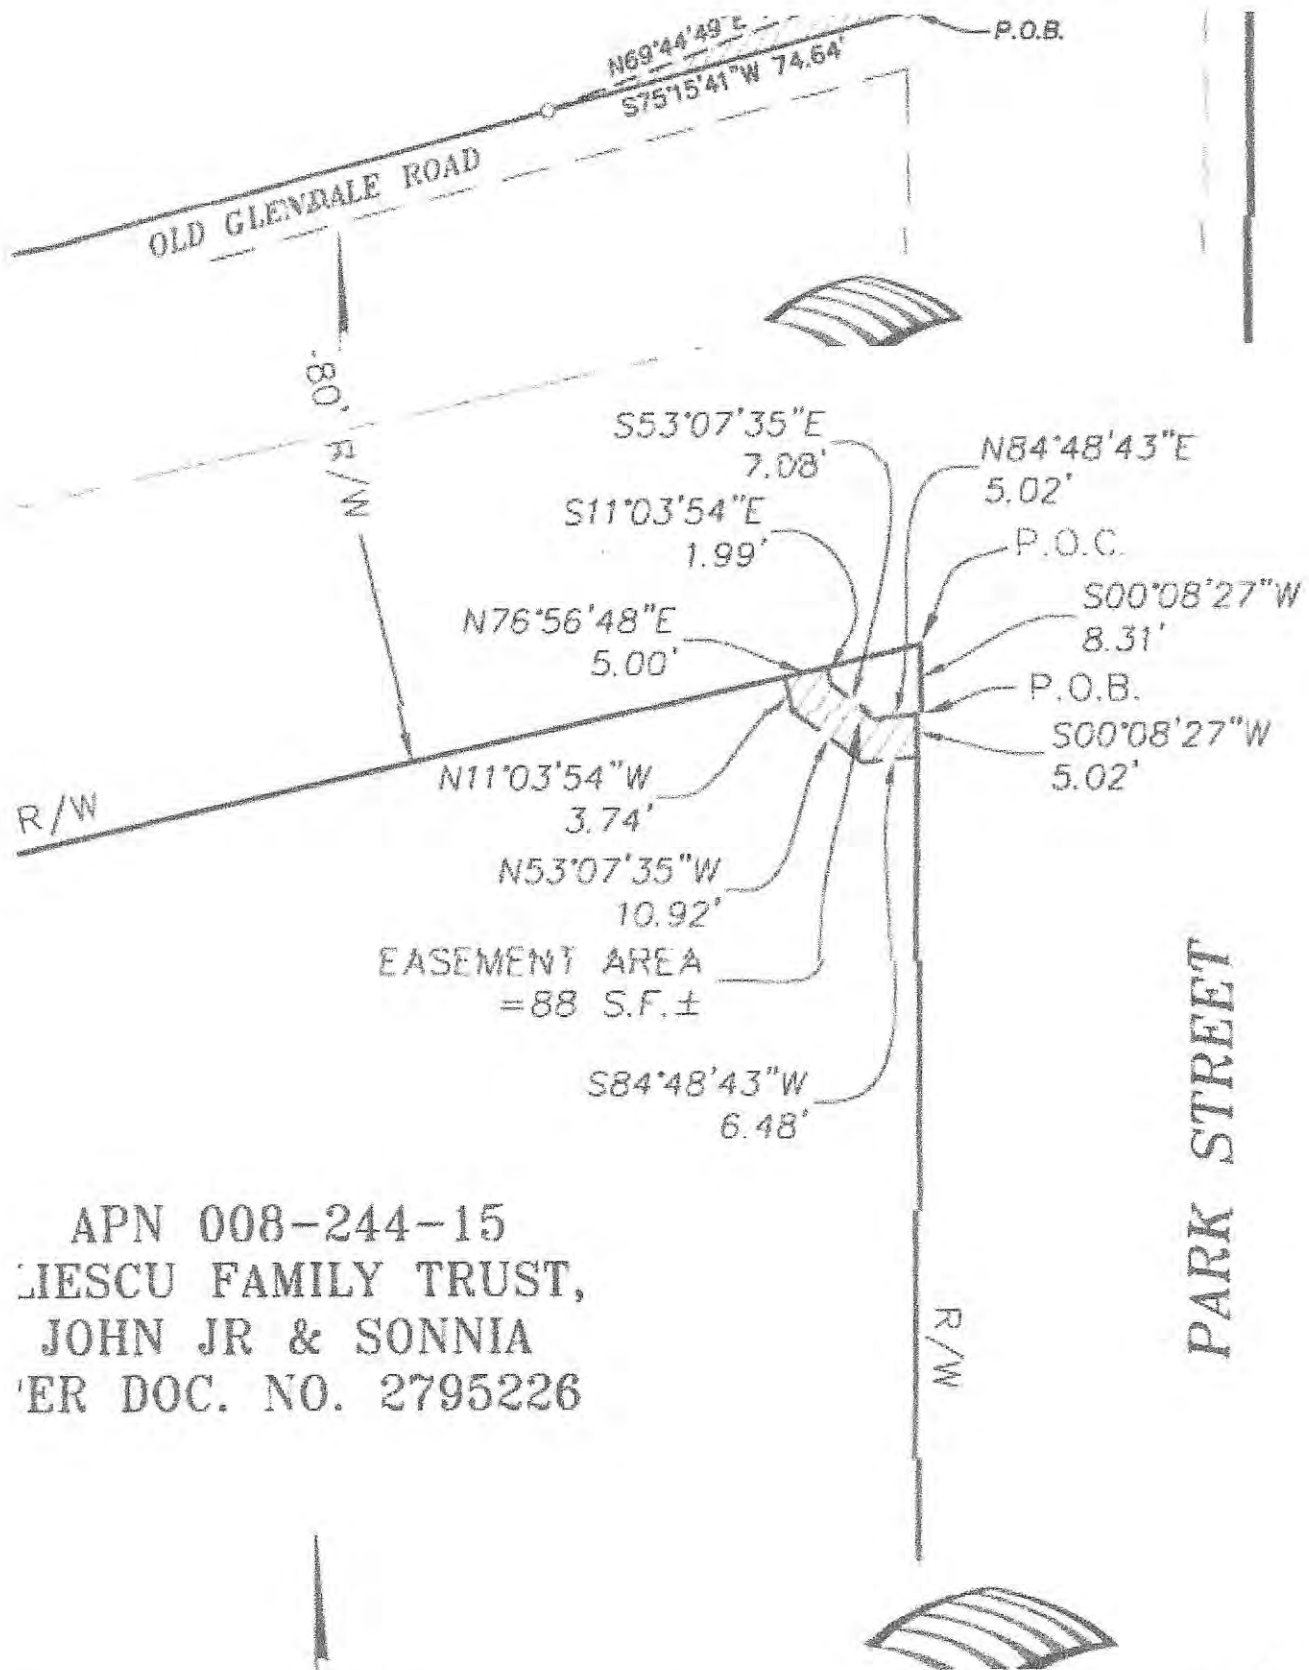 N69°44'49"E
P.O.B.
S75°15'41"W 74.64'
OLD GLENDALE ROAD
80' R/W
S53°07'35"E
7.08'
N84°48'43"E
5.02'
S11°03'54"E
1.99'
P.O.C.
S00°08'27"W
8.31'
N76°56'48"E
5.00'
P.O.B.
S00°08'27"W
5.02'
N11°03'54"W
3.74'
R/W
N53°07'35"W
10.92'
EASEMENT AREA
=88 S.F.±
S84°48'43"W
6.48'
PARK STREET
APN 008-244-15
LIESCU FAMILY TRUST,
JOHN JR & SONNIA
'ER DOC. NO. 2795226
R/W